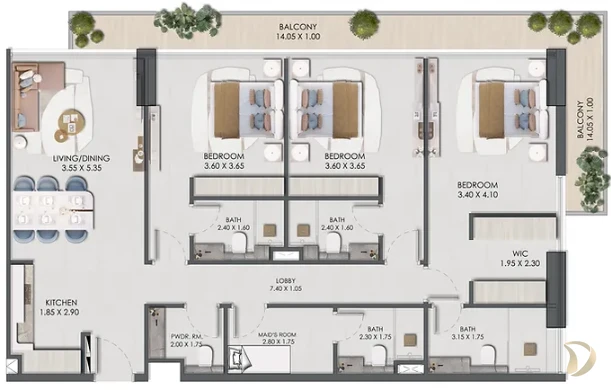 BALCONY
14.05 X 1.00
BALCONY
14.05 X 1.00
LIVING/DINING
3.55 X 5.35
BEDROOM
3.60 X 3.65
BEDROOM
3.60 X 3.65
BEDROOM
3.40 X 4.10
BATH
2.40 X 1.60
BATH
2.40 X 1.60
WIC
1.95 X 2.30
LOBBY
7.40 X 1.05
KITCHEN
1.85 X 2.90
PWDR. RM.
2.00 X 1.75
MAID'S ROOM
2.80 X 1.75
BATH
2.30 X 1.75
BATH
3.15 X 1.75